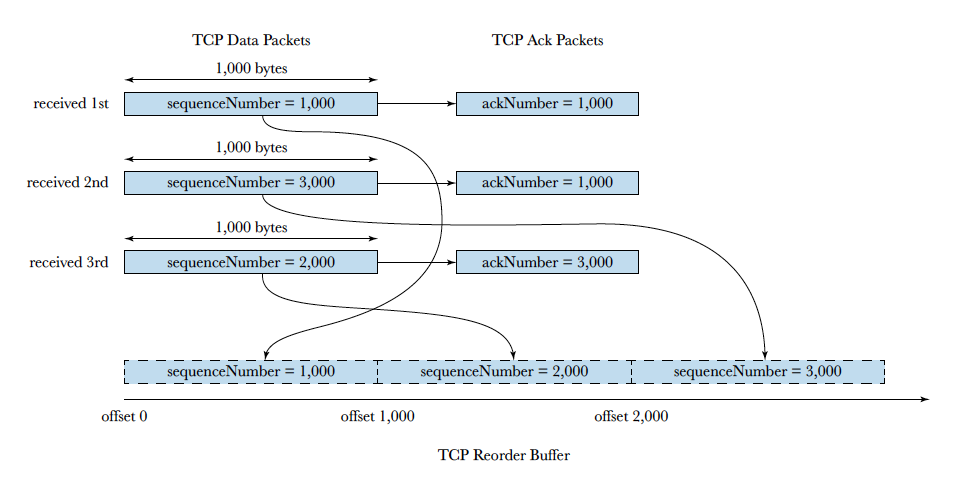 TCP Data Packets
TCP Ack Packets
1,000 bytes
received 1st
sequenceNumber = 1,000
ackNumber = 1,000
1,000 bytes
received 2nd
sequenceNumber = 3,000
ackNumber = 1,000
1,000 bytes
received 3rd
sequenceNumber = 2,000
ackNumber = 3,000
sequenceNumber = 1,000
sequenceNumber = 2,000
sequenceNumber = 3,000
offset 0
offset 1,000
offset 2,000
TCP Reorder Buffer